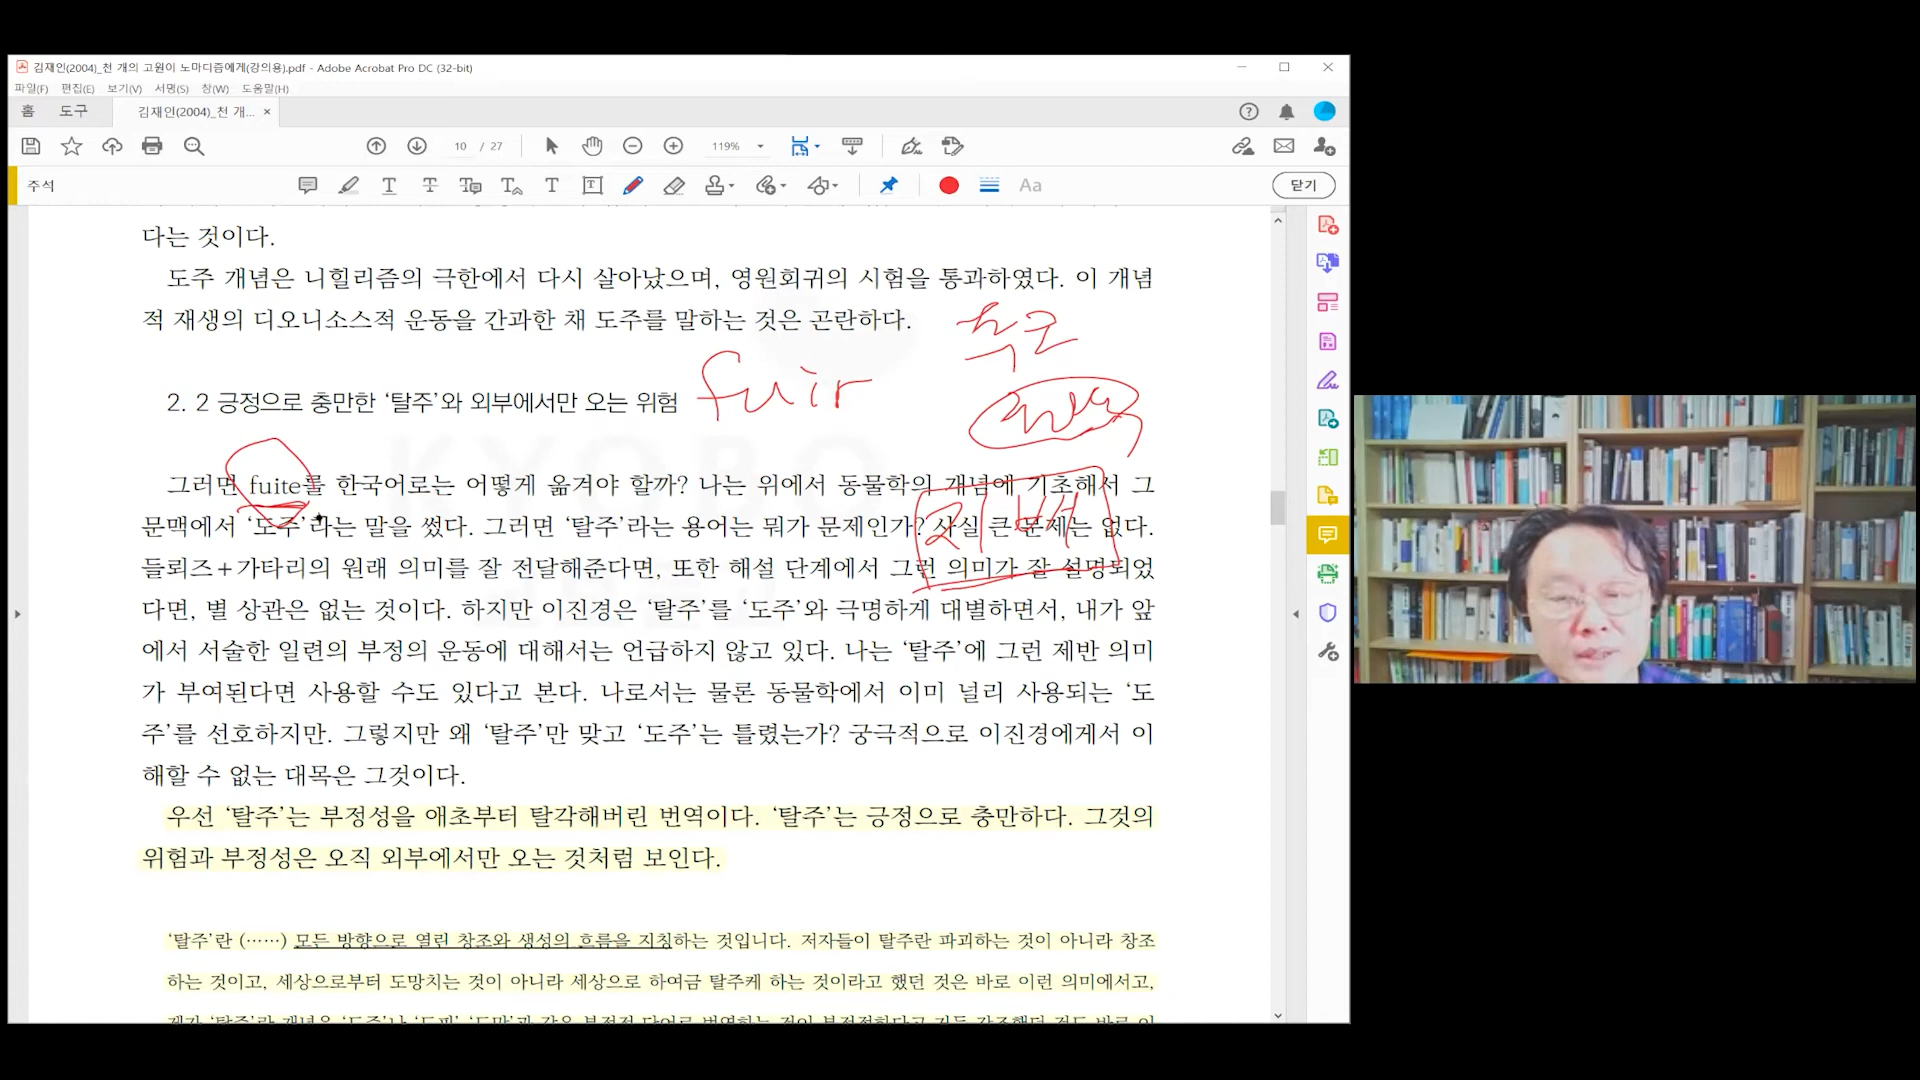 김재인(2004)_천 개의 고원이 노마디즘에게(강의용).pdf - Adobe Acrobat Pro DC (32-bit)
파일(F) 편집(E) 보기(V) 서명(S) 창(W) 도움말(H)
홈 도구 김재인(2004)_천 개... ×
10 / 27 119%
주석 Aa 닫기
다는 것이다.
도주 개념은 니힐리즘의 극한에서 다시 살아났으며, 영원회귀의 시험을 통과하였다. 이 개념
적 재생의 디오니소스적 운동을 간과한 채 도주를 말하는 것은 곤란하다.
fuir
2. 2 긍정으로 충만한 ‘탈주’와 외부에서만 오는 위험
KYOBO
그러면 fuite를 한국어로는 어떻게 옮겨야 할까? 나는 위에서 동물학의 개념에 기초해서 그
문맥에서 ‘도주’라는 말을 썼다. 그러면 ‘탈주’라는 용어는 뭐가 문제인가? 사실 큰 문제는 없다.
지배
들뢰즈+가타리의 원래 의미를 잘 전달해준다면, 또한 해설 단계에서 그런 의미가 잘 설명되었
다면, 별 상관은 없는 것이다. 하지만 이진경은 ‘탈주’를 ‘도주’와 극명하게 대별하면서, 내가 앞
에서 서술한 일련의 부정의 운동에 대해서는 언급하지 않고 있다. 나는 ‘탈주’에 그런 제반 의미
가 부여된다면 사용할 수도 있다고 본다. 나로서는 물론 동물학에서 이미 널리 사용되는 ‘도
주’를 선호하지만. 그렇지만 왜 ‘탈주’만 맞고 ‘도주’는 틀렸는가? 궁극적으로 이진경에게서 이
해할 수 없는 대목은 그것이다.
우선 ‘탈주’는 부정성을 애초부터 탈각해버린 번역이다. ‘탈주’는 긍정으로 충만하다. 그것의
위험과 부정성은 오직 외부에서만 오는 것처럼 보인다.
‘탈주’란 (……) 모든 방향으로 열린 창조와 생성의 흐름을 지칭하는 것입니다. 저자들이 탈주란 파괴하는 것이 아니라 창조
하는 것이고, 세상으로부터 도망치는 것이 아니라 세상으로 하여금 탈주케 하는 것이라고 했던 것은 바로 이런 의미에서고,